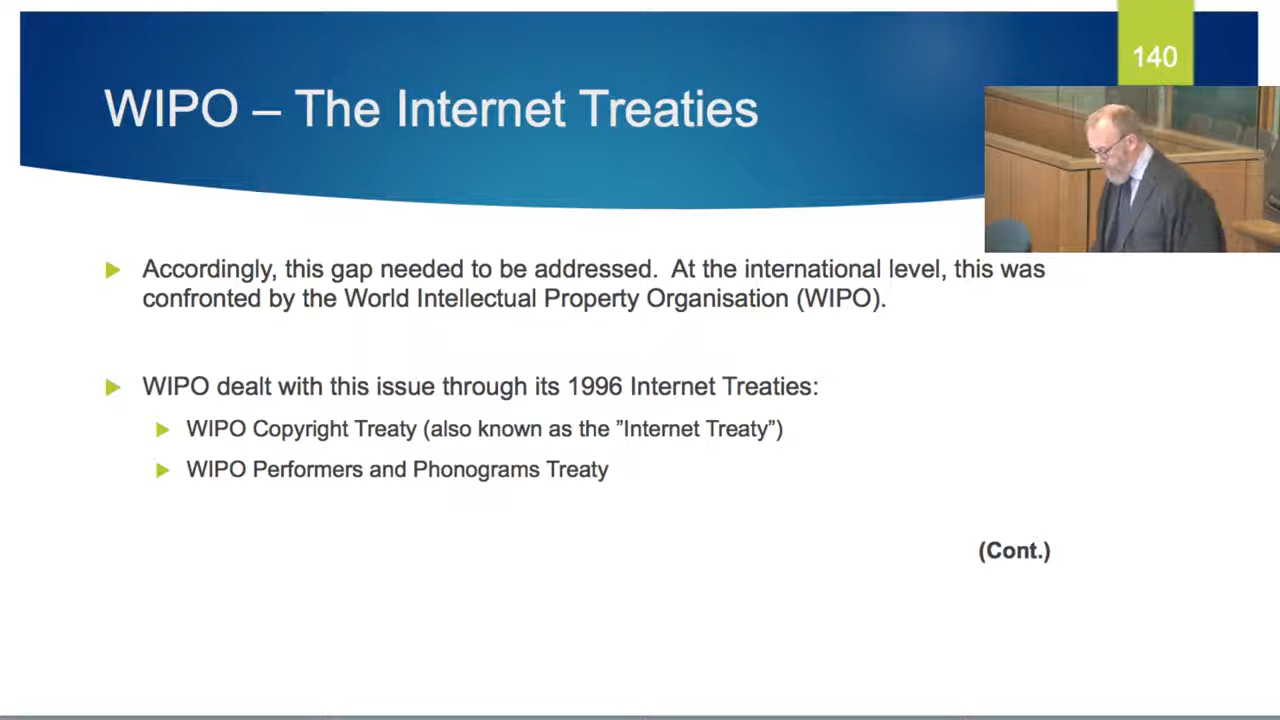 140
WIPO – The Internet Treaties
Accordingly, this gap needed to be addressed.  At the international level, this was
confronted by the World Intellectual Property Organisation (WIPO).
WIPO dealt with this issue through its 1996 Internet Treaties:
WIPO Copyright Treaty (also known as the ”Internet Treaty”)
WIPO Performers and Phonograms Treaty
(Cont.)